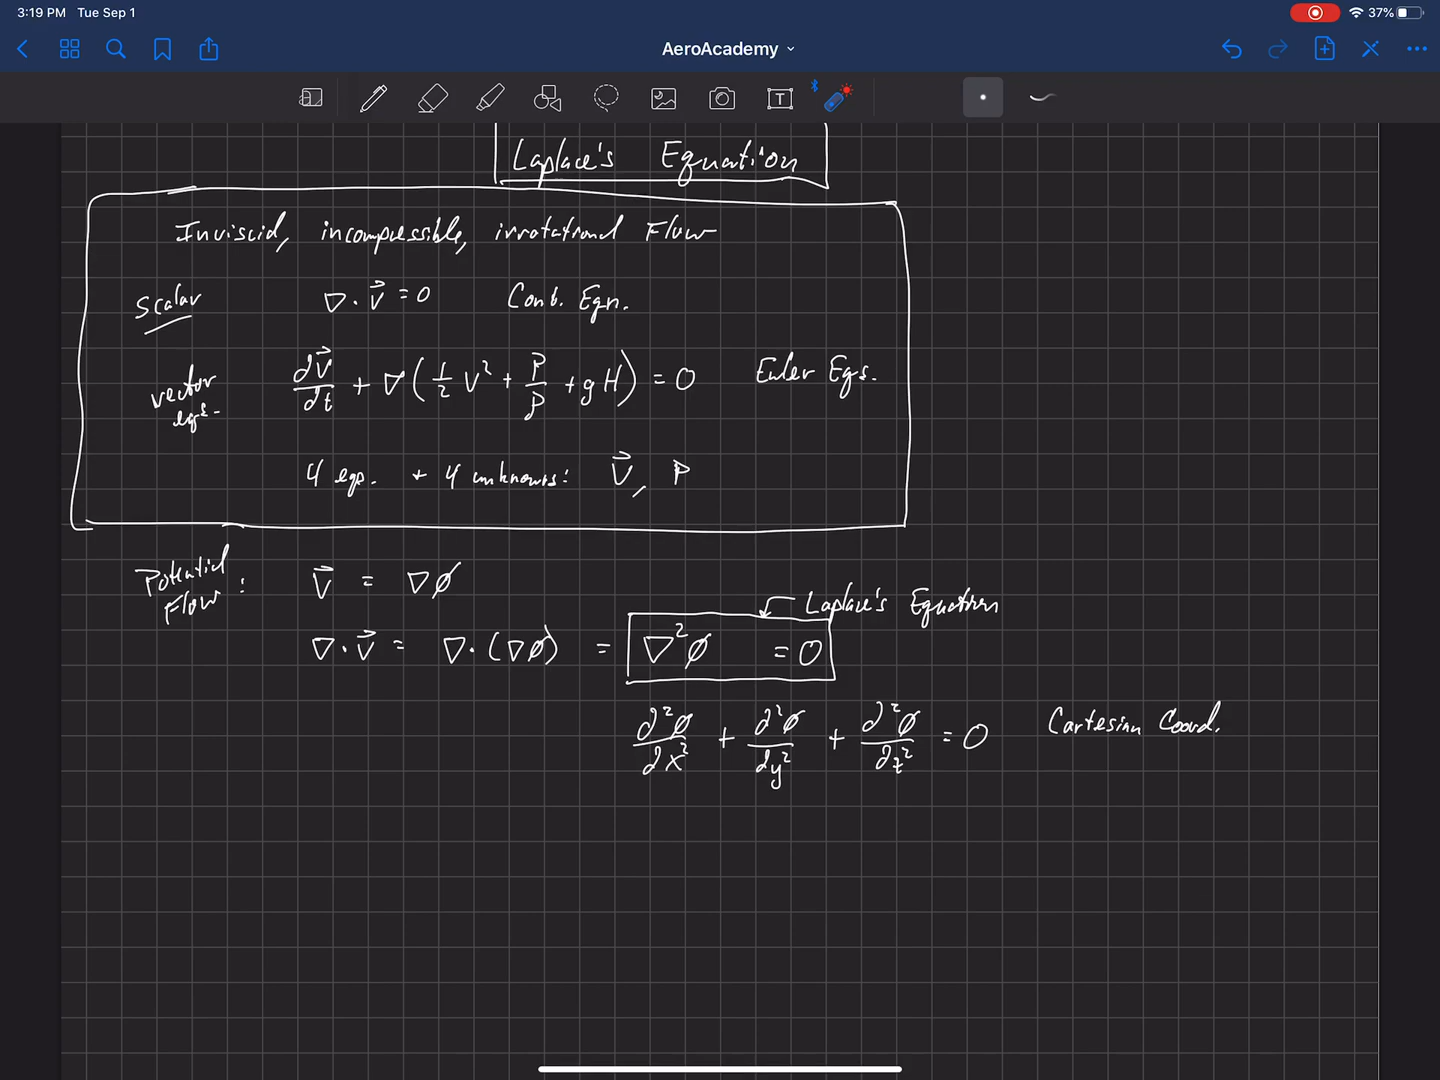 3:19 PM Tue Sep 1
37%
AeroAcademy
Laplace's Equation
Inviscid, incompressible, irrotational Flow
Scalar ∇ · V⃗ = 0 Cont. Eqn.
vector eqs. ∂V⃗/∂t + ∇(1/2 V² + P/ρ + gH) = 0 Euler Eqs.
4 eqs. + 4 unknowns: V⃗, P
Potential Flow: V⃗ = ∇φ
Laplace's Equation
∇ · V⃗ = ∇ · (∇φ) = ∇²φ = 0
∂²φ/∂x² + ∂²φ/∂y² + ∂²φ/∂z² = 0 Cartesian Coord.